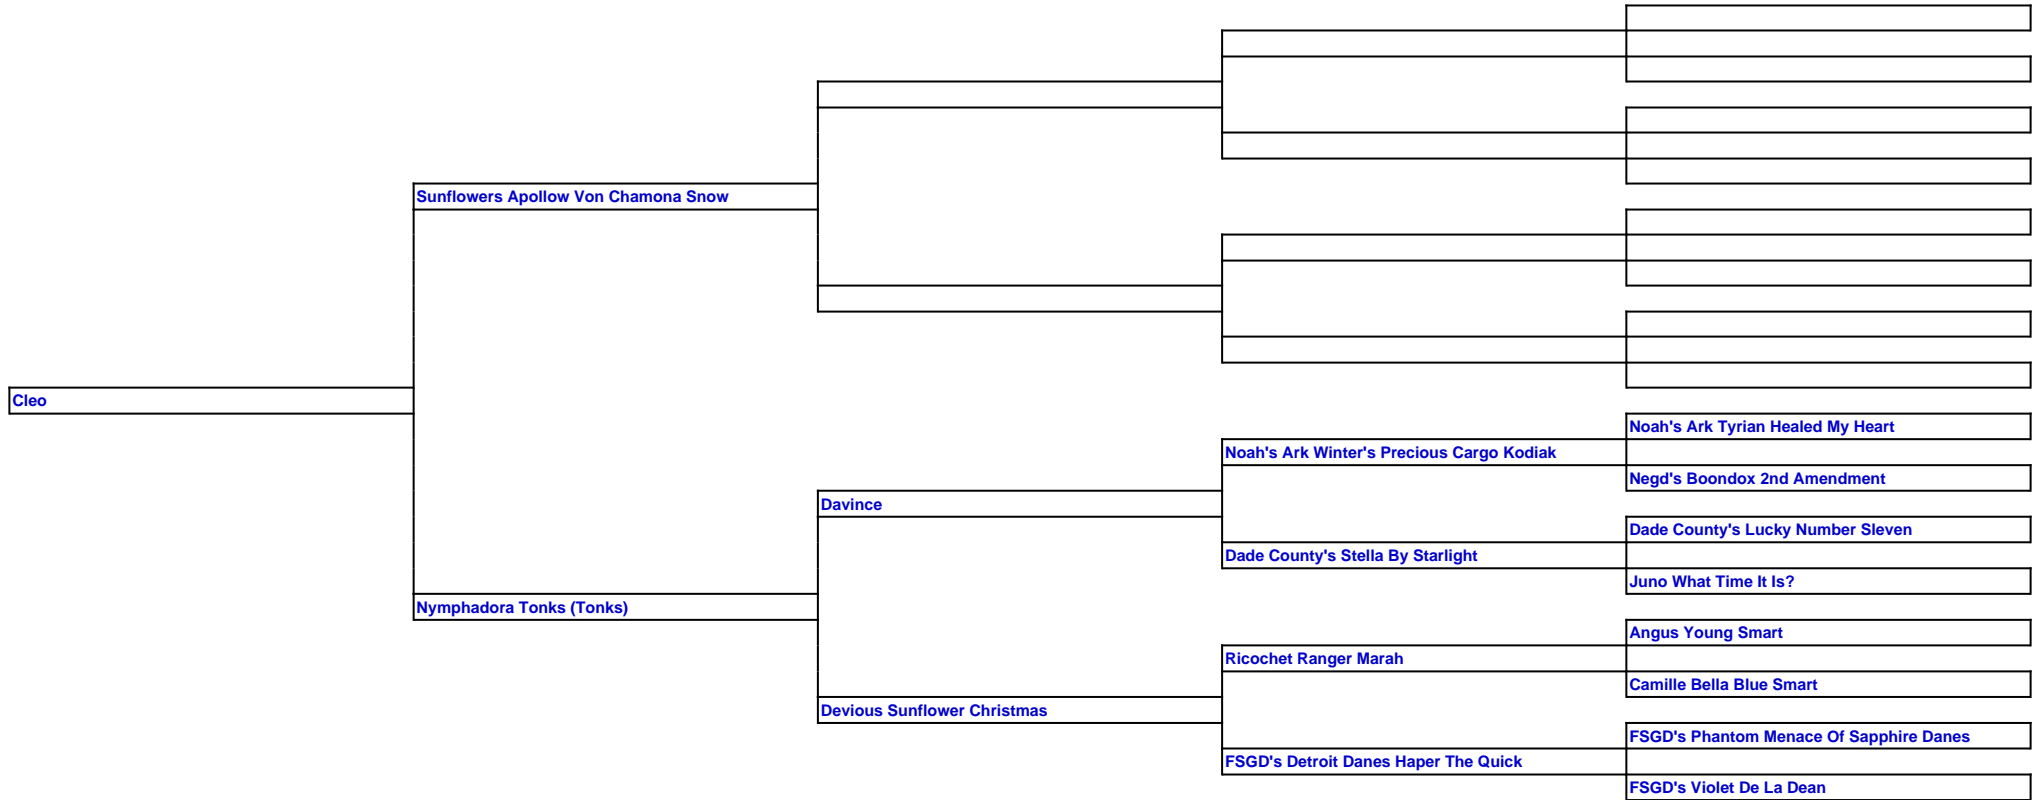 Sunflowers Apollow Von Chamona Snow
Cleo
Noah's Ark Tyrian Healed My Heart
Noah's Ark Winter's Precious Cargo Kodiak
Negd's Boondox 2nd Amendment
Davince
Dade County's Lucky Number Sleven
Dade County's Stella By Starlight
Juno What Time It Is?
Nymphadora Tonks (Tonks)
Angus Young Smart
Ricochet Ranger Marah
Camille Bella Blue Smart
Devious Sunflower Christmas
FSGD's Phantom Menace Of Sapphire Danes
FSGD's Detroit Danes Haper The Quick
FSGD's Violet De La Dean